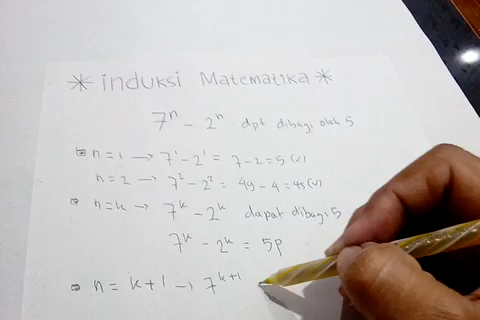 * induksi Matematika *
7ⁿ - 2ⁿ dpt dibagi oleh 5
n=1 → 7¹ - 2¹ = 7-2=5 (v)
n=2 → 7² - 2² = 49-4=45(v)
n=k → 7ᵏ - 2ᵏ dapat dibagi 5
7ᵏ - 2ᵏ = 5p
n = k+1 → 7ᵏ⁺¹